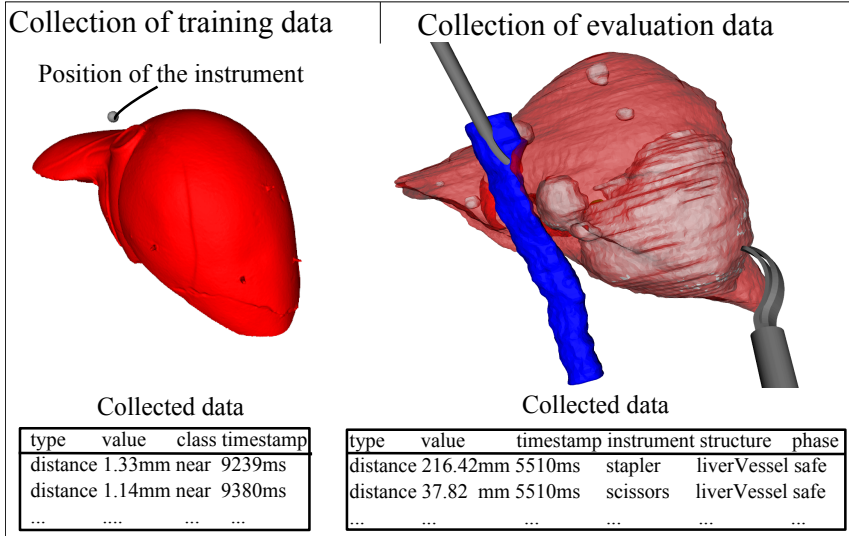 Collection of training data
Position of the instrument
Collected data
type value class timestamp
distance 1.33mm near 9239ms
distance 1.14mm near 9380ms
... .... ... ...
Collection of evaluation data
Collected data
type value timestamp instrument structure phase
distance 216.42mm 5510ms stapler liverVessel safe
distance 37.82 mm 5510ms scissors liverVessel safe
... ... ... ... ... ...